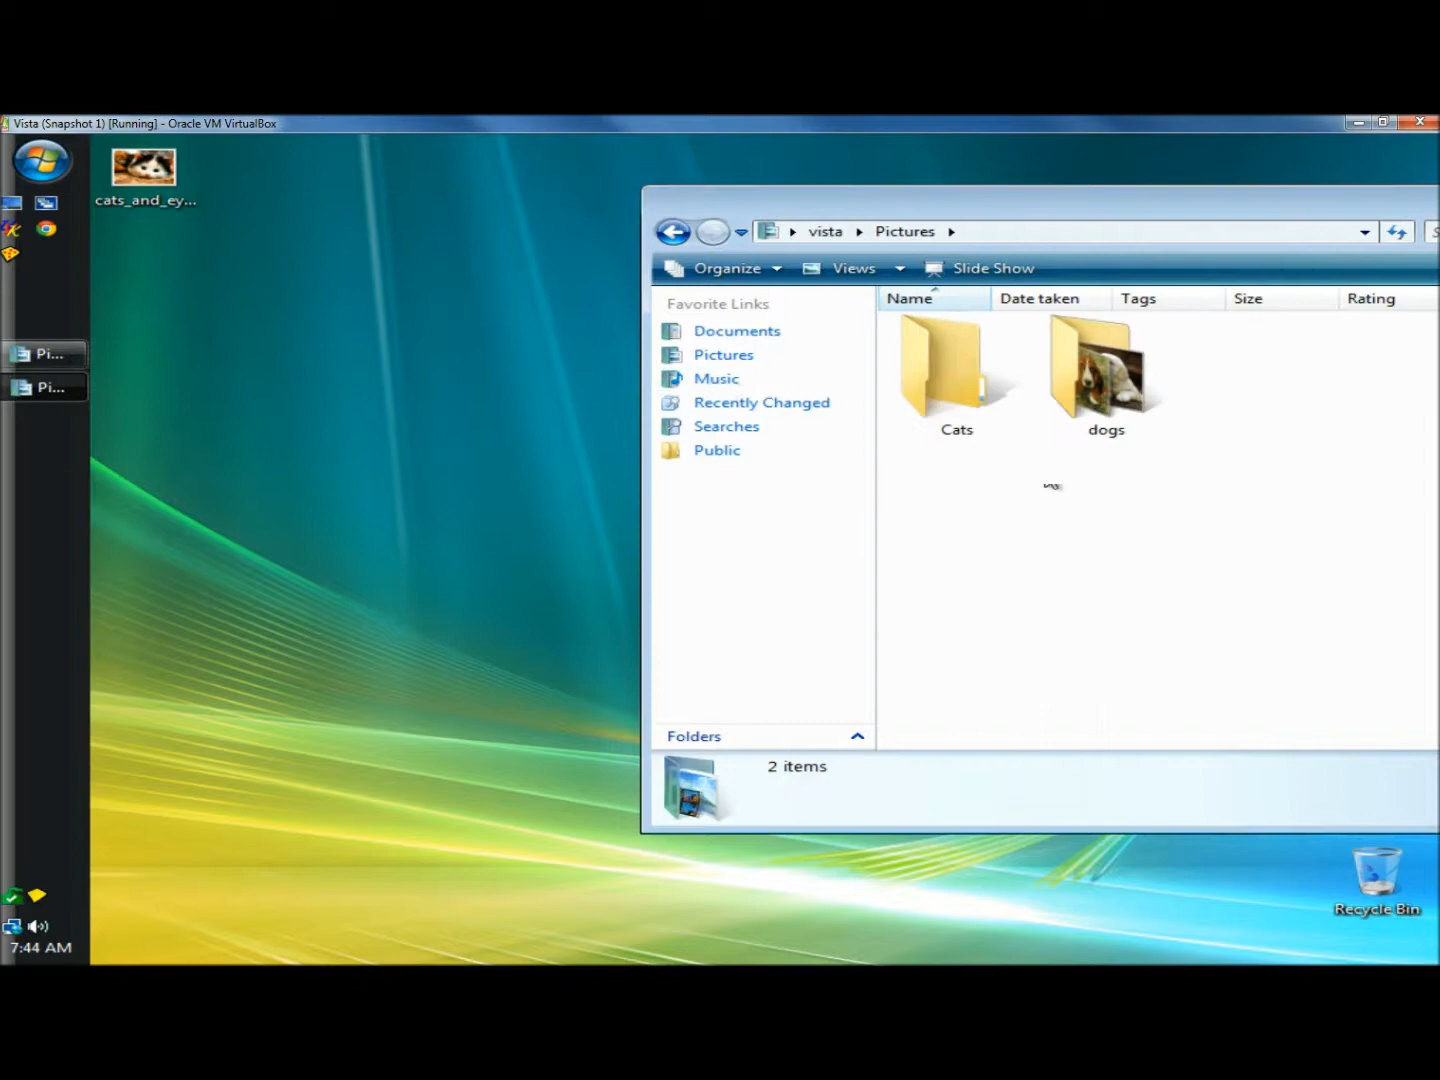 Vista (Snapshot 1) [Running] - Oracle VM VirtualBox
cats_and_ey...
vista
Pictures
Organize
Views
Slide Show
Favorite Links
Documents
Pictures
Music
Recently Changed
Searches
Public
Name
Date taken
Tags
Size
Rating
Cats
dogs
Pi...
Pi...
Folders
2 items
Recycle Bin
7:44 AM